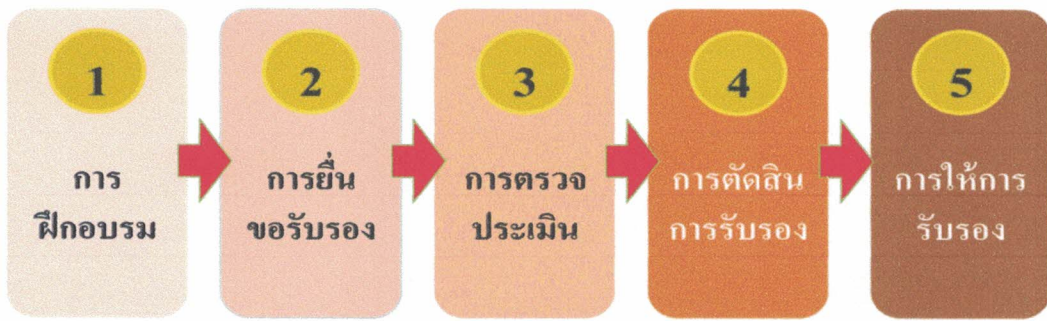 1
การ
ฝึกอบรม
2
การยื่น
ขอรับรอง
3
การตรวจ
ประเมิน
4
การตัดสิน
การรับรอง
5
การให้การ
รับรอง